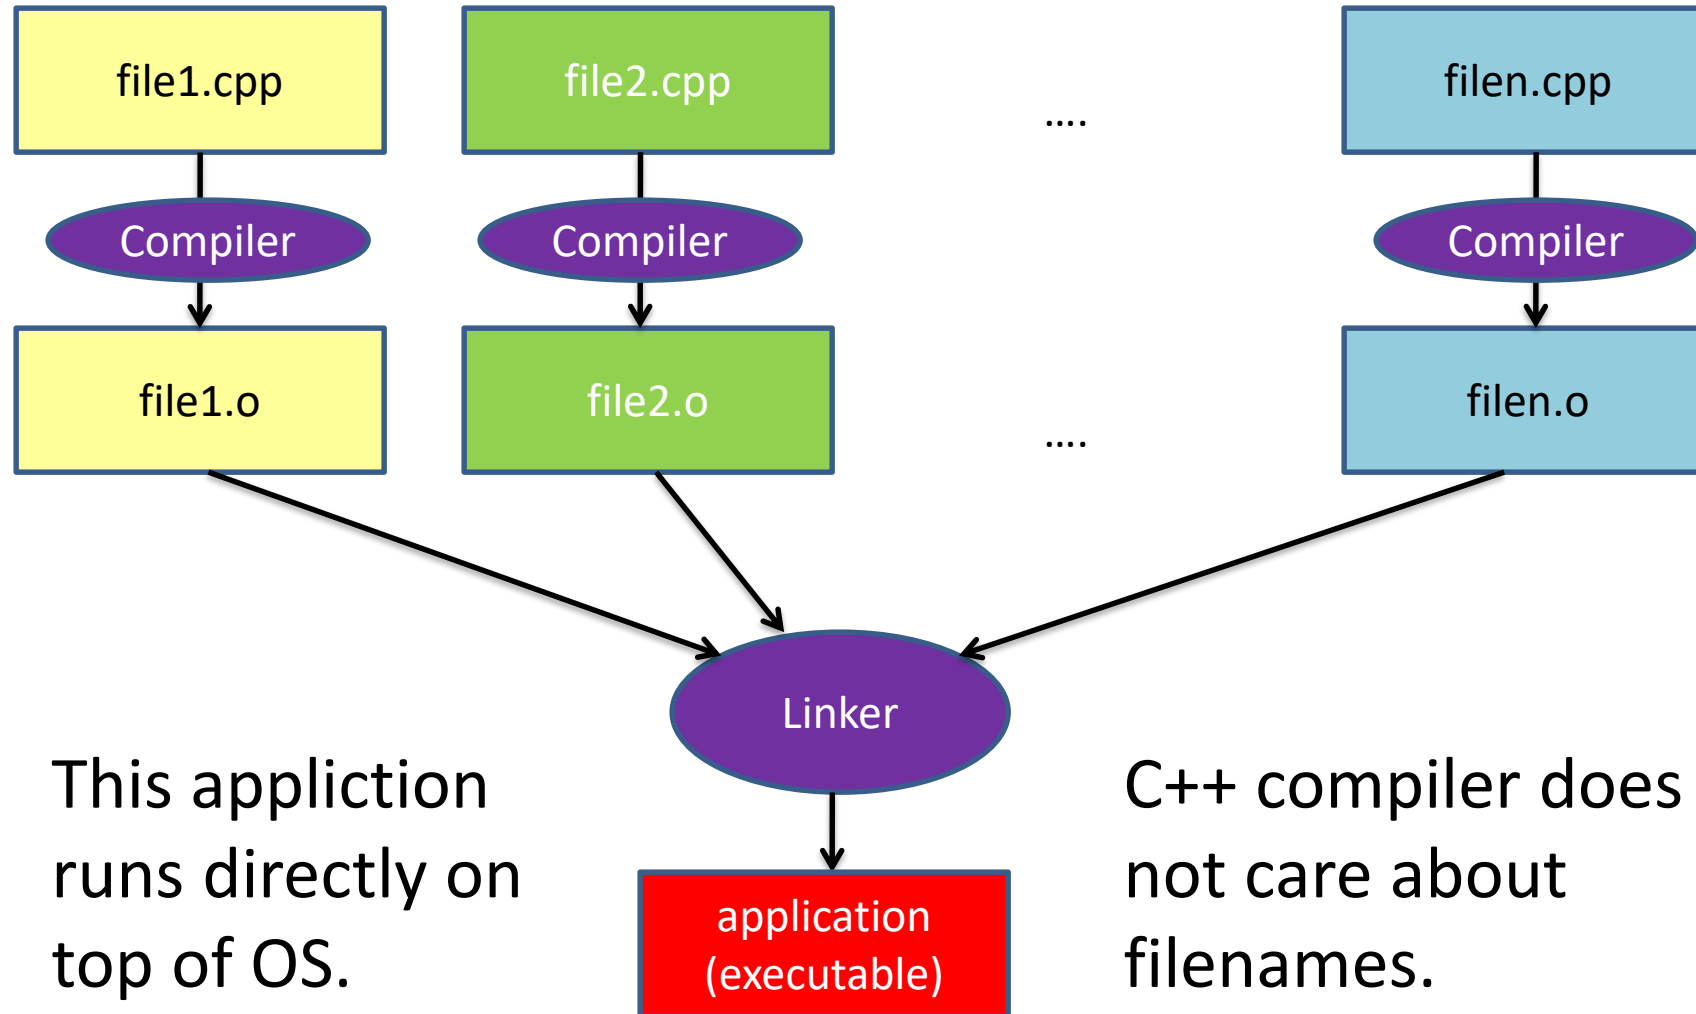 file1.cpp
file2.cpp
....
filen.cpp
Compiler
Compiler
Compiler
file1.o
file2.o
....
filen.o
Linker
This appliction
runs directly on
top of OS.
application
(executable)
C++ compiler does
not care about
filenames.